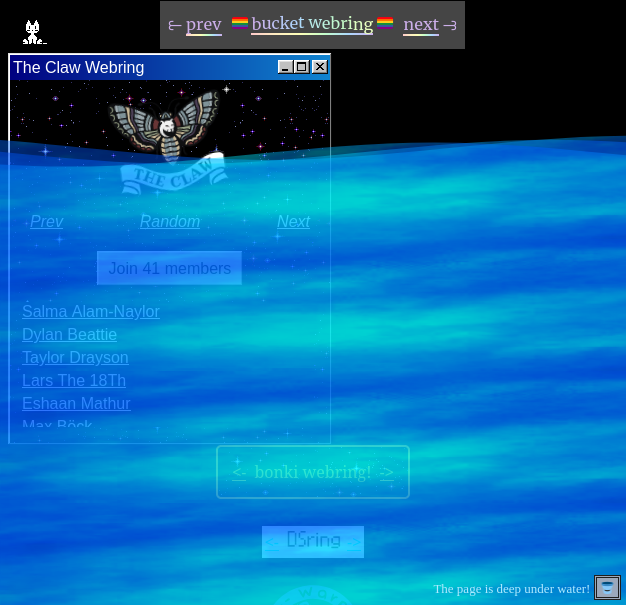 prev bucket webring next
The Claw Webring
THE CLAW
Prev Random Next
Join 41 members
Salma Alam-Naylor
Dylan Beattie
Taylor Drayson
Lars The 18Th
Eshaan Mathur
Max Böck
<- bonki webring! ->
<- DSring ->
The page is deep under water!